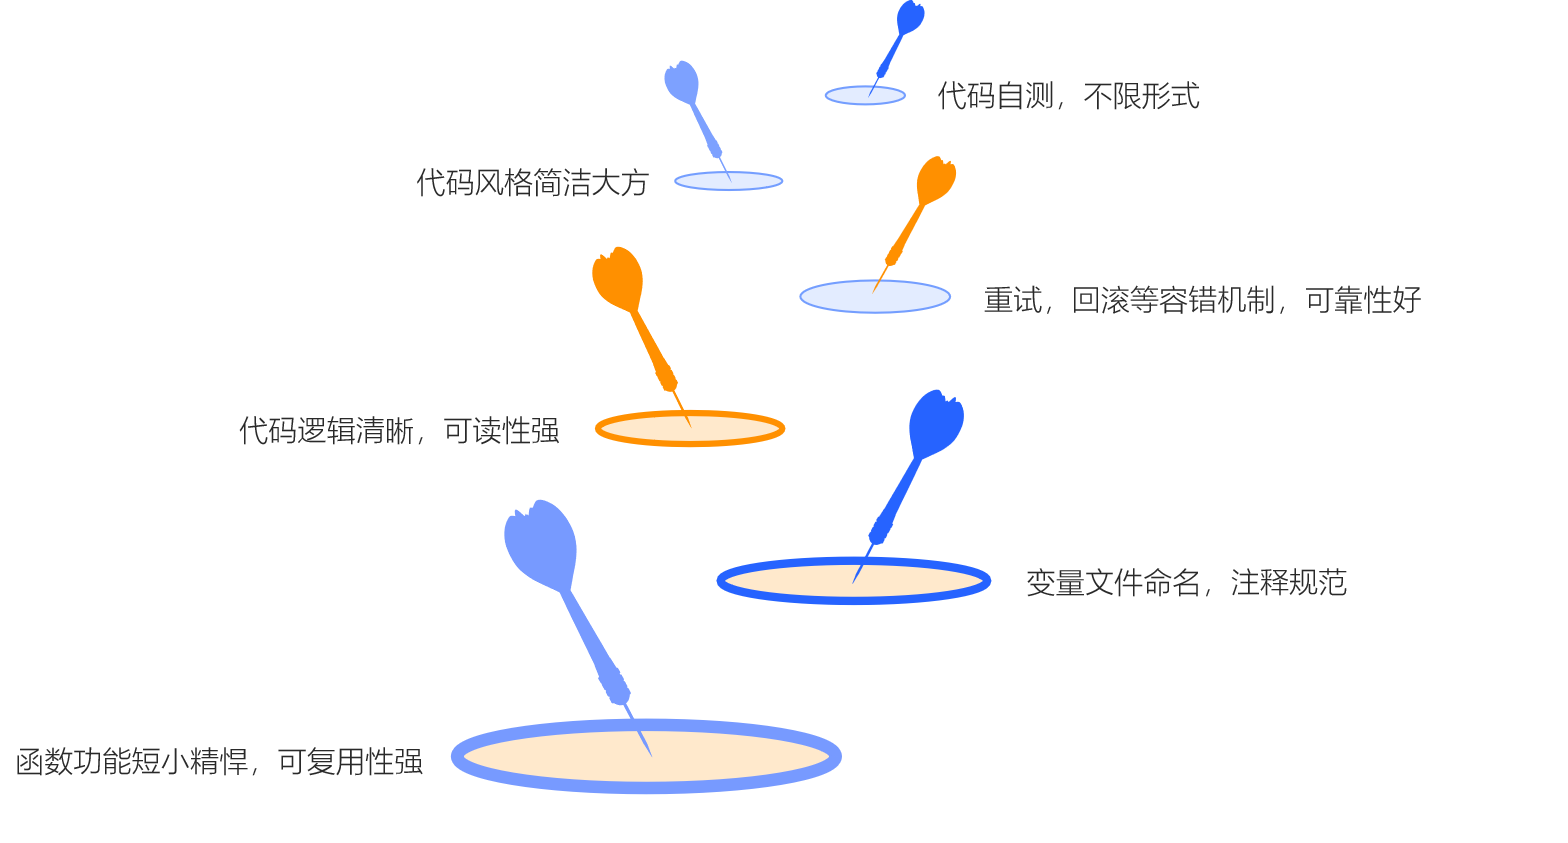 代码自测，不限形式
代码风格简洁大方
重试，回滚等容错机制，可靠性好
代码逻辑清晰，可读性强
变量文件命名，注释规范
函数功能短小精悍，可复用性强